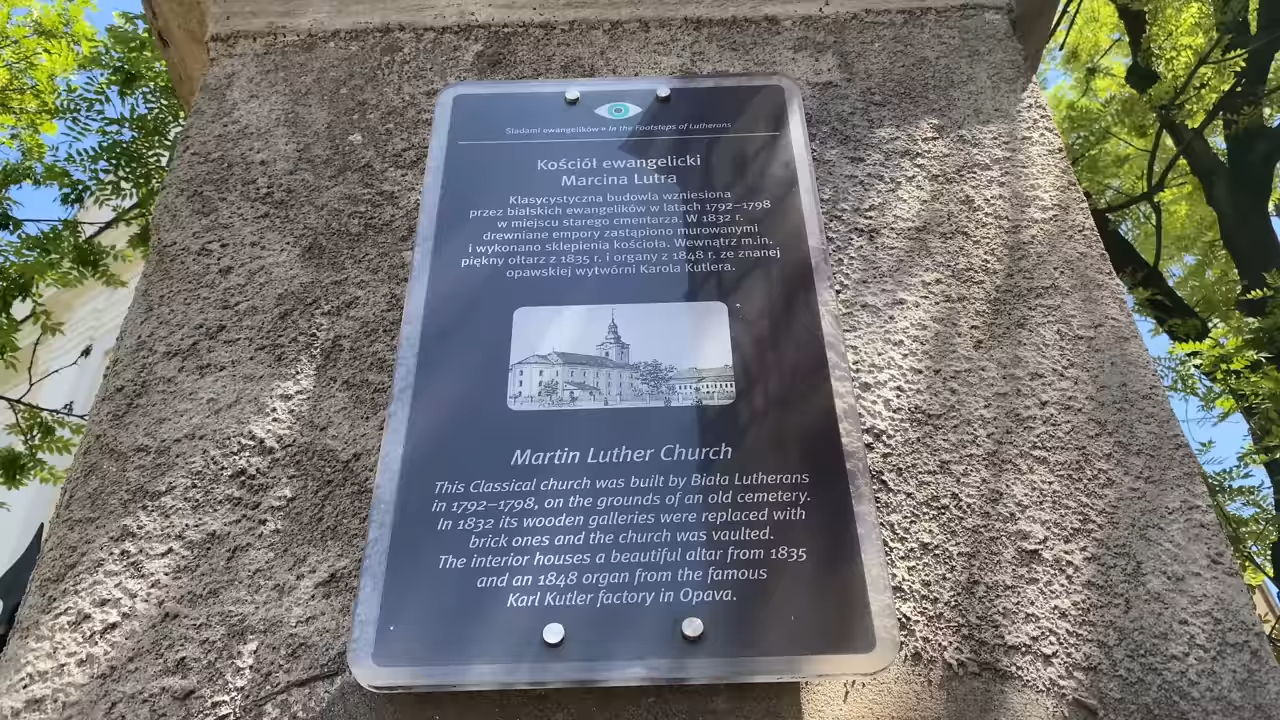 Śladami ewangelików » In the Footsteps of Lutherans
Kościół ewangelicki
Marcina Lutra
Klasycystyczna budowla wzniesiona
przez bialskich ewangelików w latach 1792–1798
w miejscu starego cmentarza. W 1832 r.
drewniane empory zastąpiono murowanymi
i wykonano sklepienia kościoła. Wewnątrz m.in.
piękny ołtarz z 1835 r. i organy z 1848 r. ze znanej
opawskiej wytwórni Karola Kutlera.
Martin Luther Church
This Classical church was built by Biała Lutherans
in 1792–1798, on the grounds of an old cemetery.
In 1832 its wooden galleries were replaced with
brick ones and the church was vaulted.
The interior houses a beautiful altar from 1835
and an 1848 organ from the famous
Karl Kutler factory in Opava.